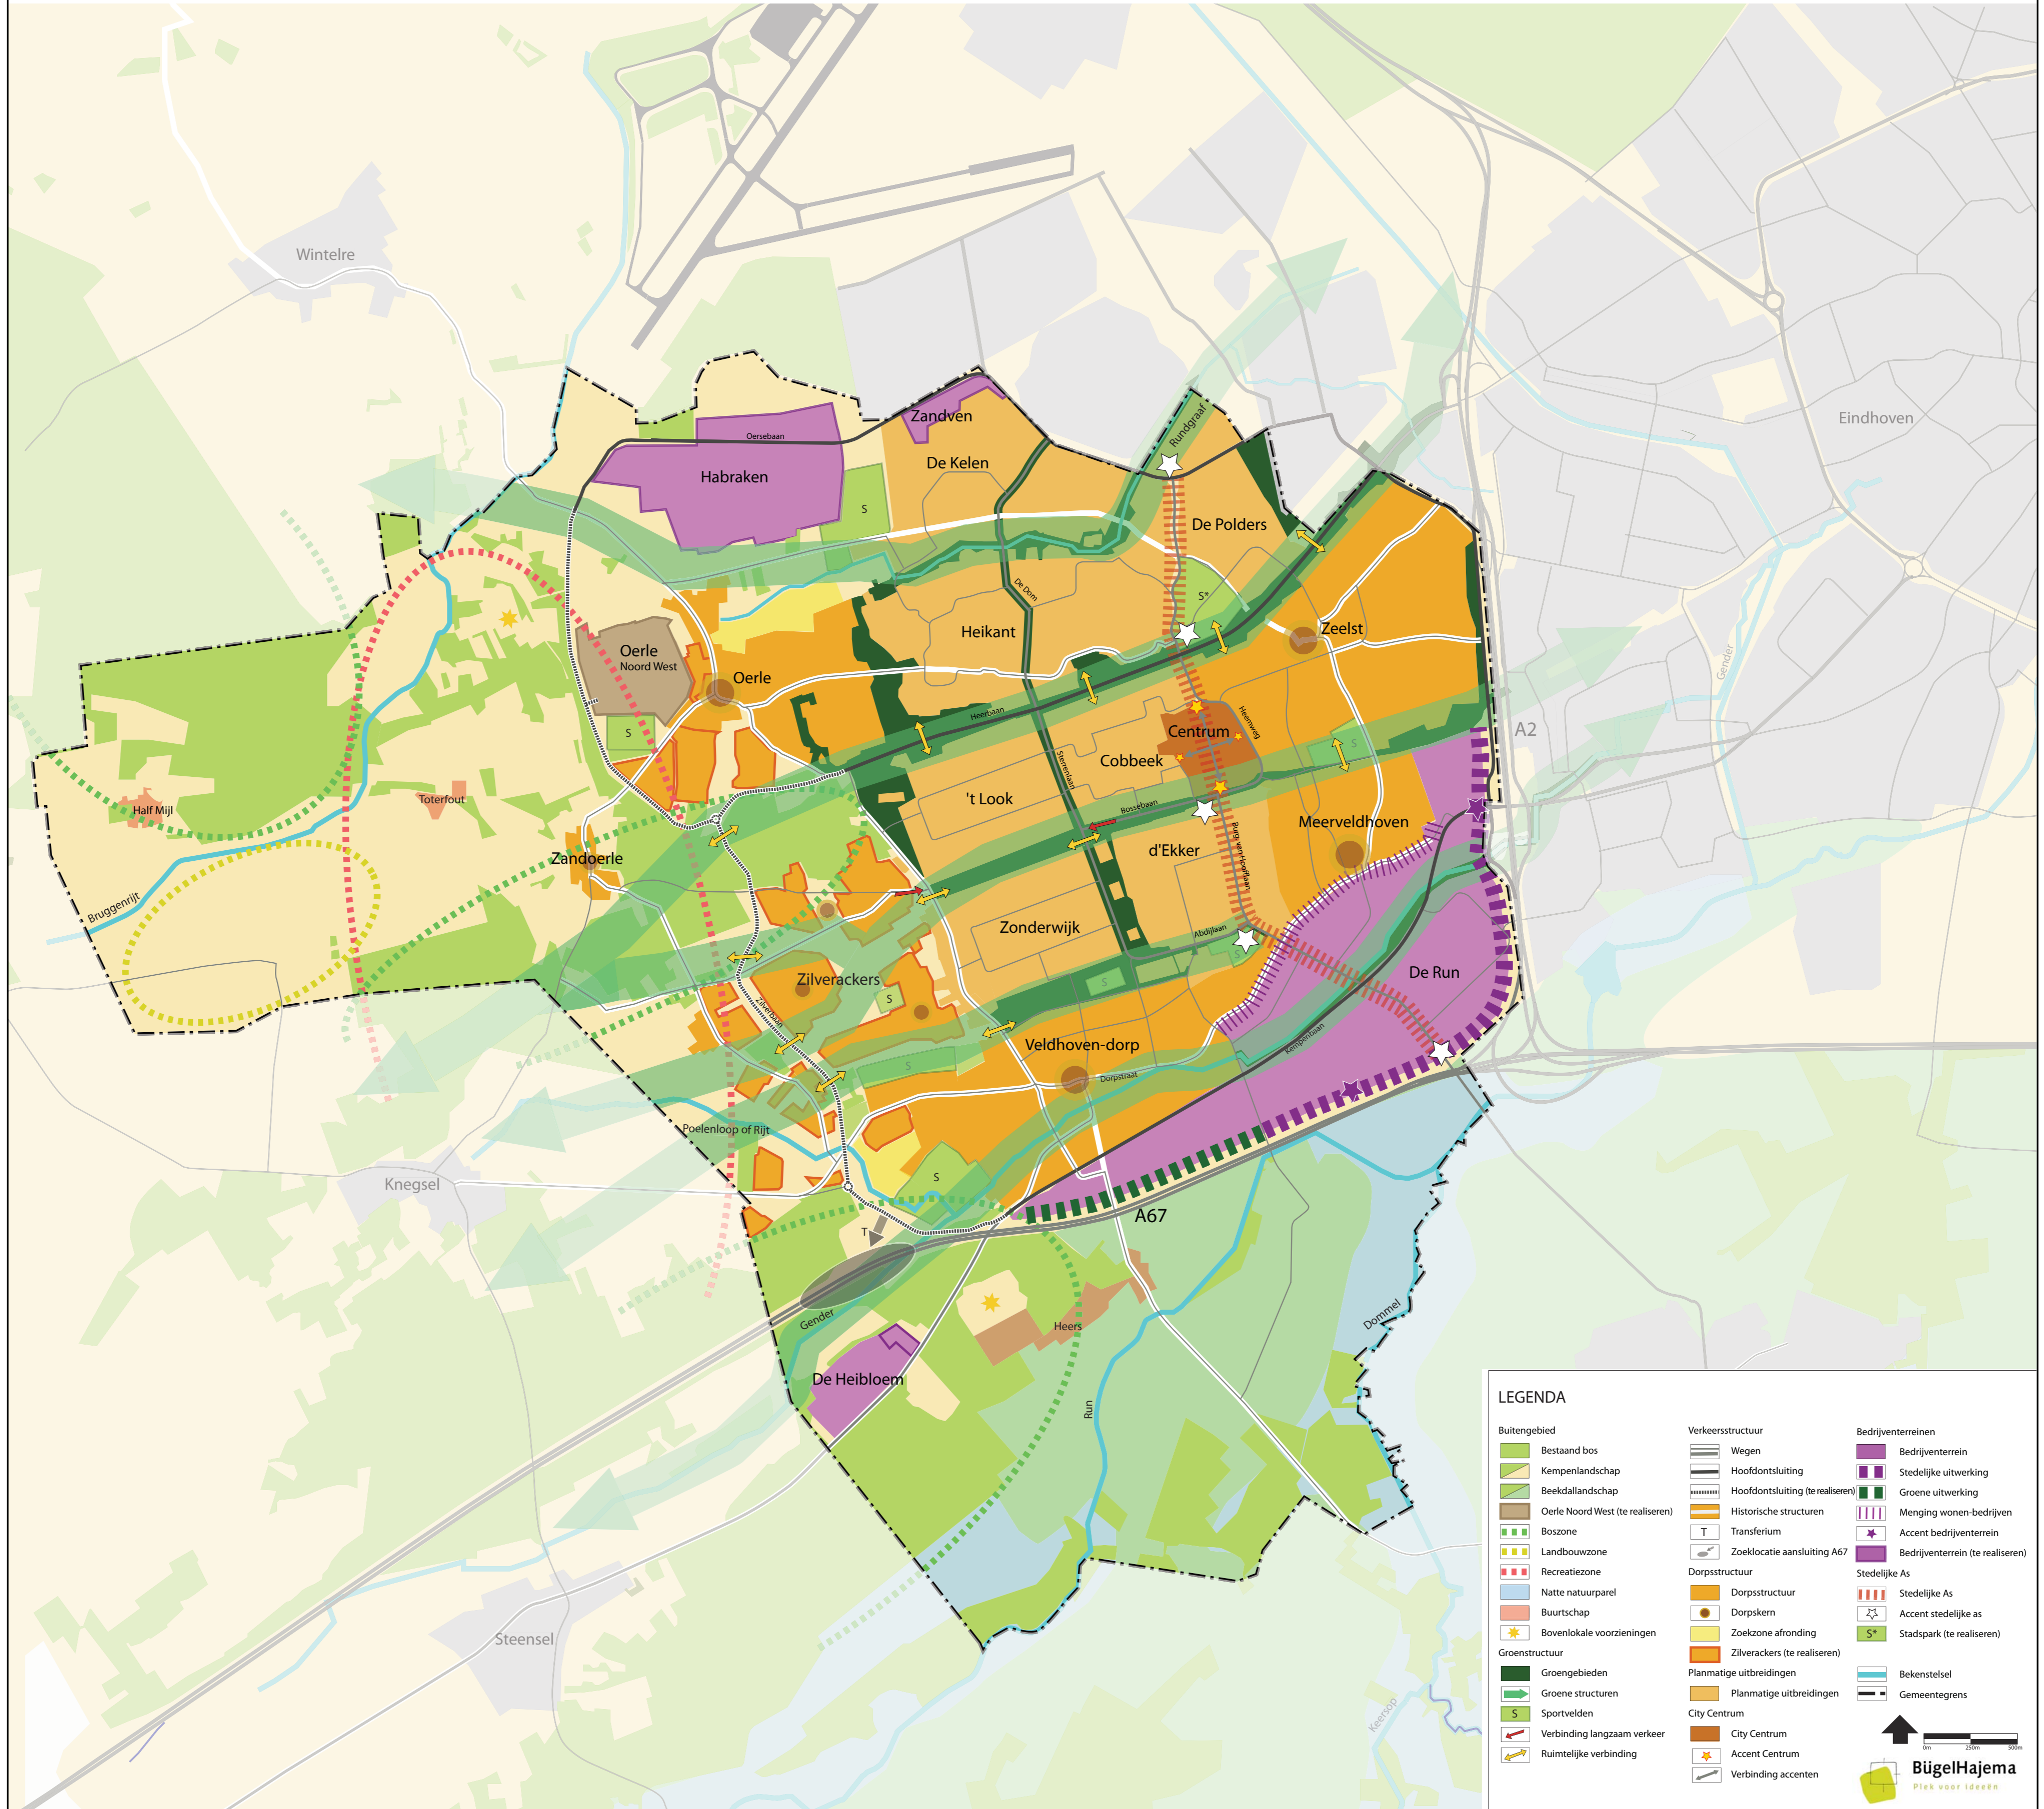 Wintelre
Eindhoven
Rundgraaf
Zandven
Oersebaan
De Kelen
Habraken
S
De Polders
De Dom
S*
Heikant
Zeelst
Oerle
Noord West
Oerle
Gender
Heerbaan
Heemweg
A2
S
Centrum
S
Sterrenlaan
Cobbeek
Toterfout
't Look
Half Mijl
Bossebaan
Meerveldhoven
Burg. van Hooflaan
d'Ekker
Zandoerle
Bruggenrijt
Zonderwijk
Abdijlaan
S
De Run
Zilverackers
S
S
Zilverbaan
Kempenbaan
Veldhoven-dorp
S
Dorpstraat
Poelenloop of Rijt
S
Knegsel
A67
T
Gender
Heers
Dommel
De Heibloem
Run
Steensel
Keersop
LEGENDA
Buitengebied
Bestaand bos
Kempenlandschap
Beekdallandschap
Oerle Noord West (te realiseren)
Boszone
Landbouwzone
Recreatiezone
Natte natuurparel
Buurtschap
Bovenlokale voorzieningen
Groenstructuur
Groengebieden
Groene structuren
S Sportvelden
Verbinding langzaam verkeer
Ruimtelijke verbinding
Verkeersstructuur
Wegen
Hoofdontsluiting
Hoofdontsluiting (te realiseren)
Historische structuren
T Transferium
Zoeklocatie aansluiting A67
Dorpsstructuur
Dorpsstructuur
Dorpskern
Zoekzone afronding
Zilverackers (te realiseren)
Planmatige uitbreidingen
Planmatige uitbreidingen
City Centrum
City Centrum
Accent Centrum
Verbinding accenten
Bedrijventerreinen
Bedrijventerrein
Stedelijke uitwerking
Groene uitwerking
Menging wonen-bedrijven
Accent bedrijventerrein
Bedrijventerrein (te realiseren)
Stedelijke As
Stedelijke As
Accent stedelijke as
S* Stadspark (te realiseren)
Bekenstelsel
Gemeentegrens
0m 250m 500m
BügelHajema
Plek voor ideeën